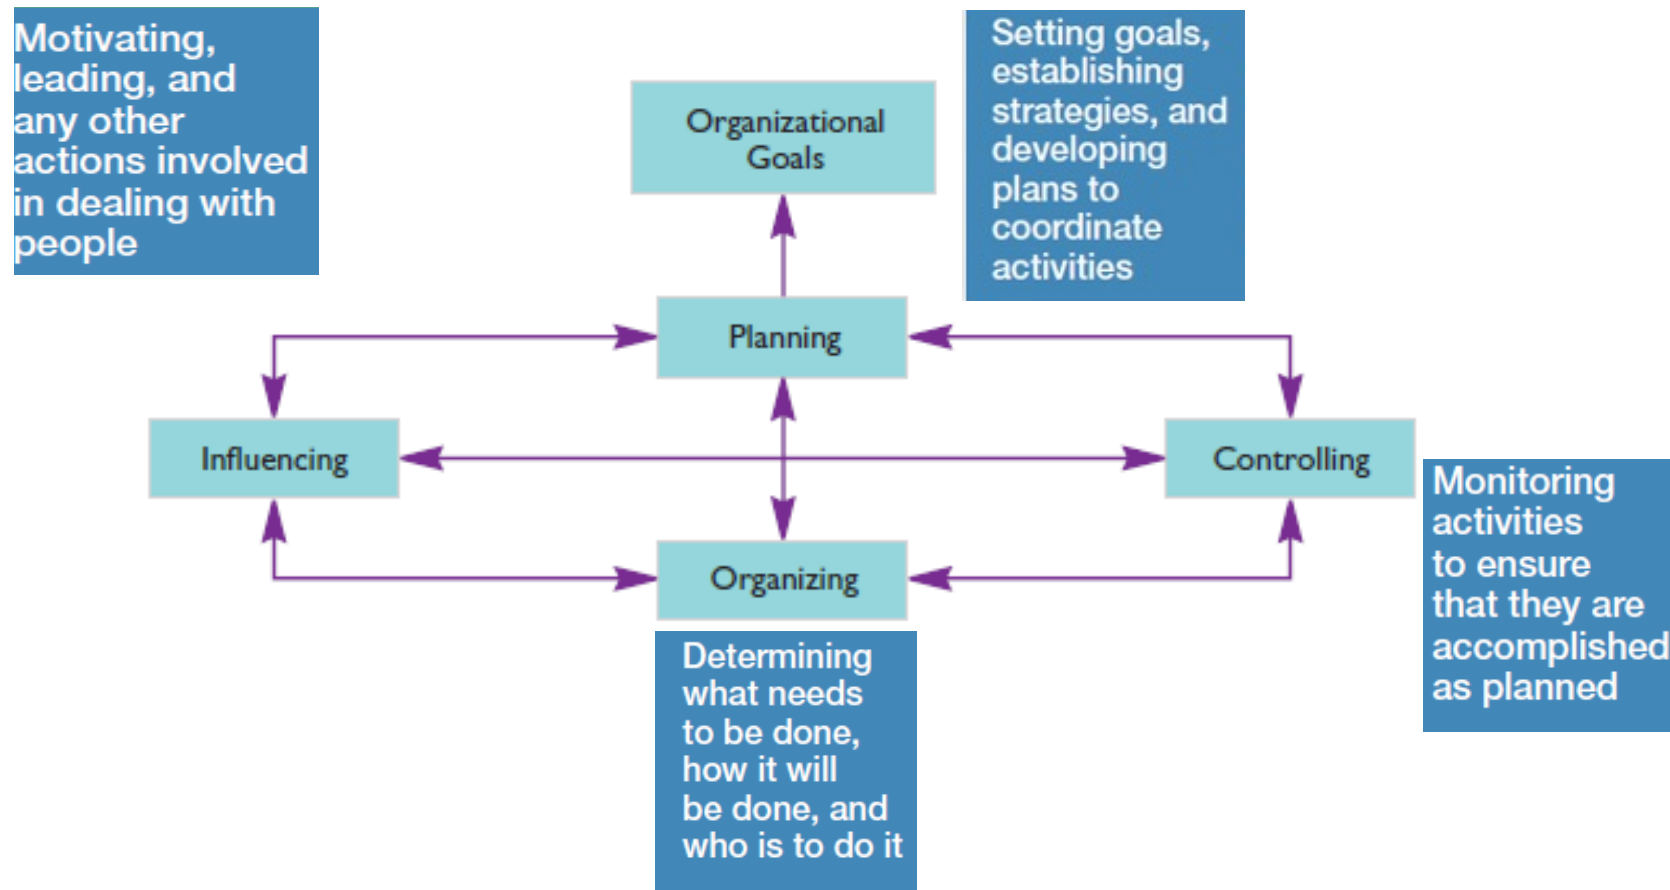 Motivating,
leading, and
any other
actions involved
in dealing with
people
Organizational
Goals
Setting goals,
establishing
strategies, and
developing
plans to
coordinate
activities
Planning
Influencing
Controlling
Monitoring
activities
to ensure
that they are
accomplished
as planned
Organizing
Determining
what needs
to be done,
how it will
be done, and
who is to do it